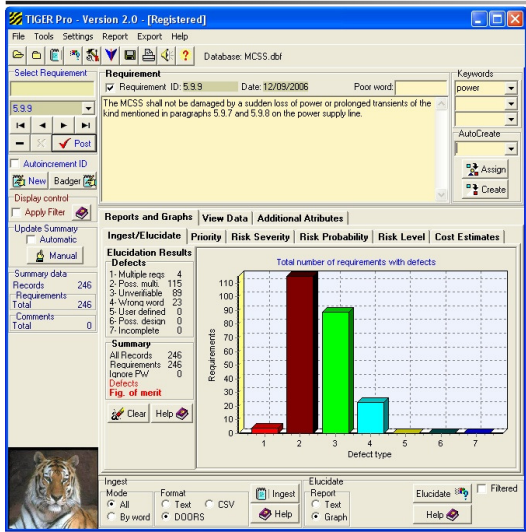 TIGER Pro - Version 2.0 - [Registered]
File Tools Settings Report Export Help
Database: MCSS.dbf
Select Requirement
5.9.9
Post
Autoincrement ID
New Badger
Display control
Apply Filter
Update Summary
Automatic
Manual
Summary data
Records 246
Requirements
Total 246
Comments
Total 0
Requirement
Requirement ID: 5.9.9 Date: 12/09/2006 Poor word:
The MCSS shall not be damaged by a sudden loss of power or prolonged transients of the
kind mentioned in paragraphs 5.9.7 and 5.9.8 on the power supply line.
Keywords
power
AutoCreate
Assign
Create
Reports and Graphs View Data Additional Atributes
Ingest/Elucidate Priority Risk Severity Risk Probability Risk Level Cost Estimates
Elucidation Results
Defects
1- Multiple reqs 4
2- Poss. multi. 115
3- Unverifiable 89
4- Wrong word 23
5- User defined 0
6- Poss. design 0
7- Incomplete 0
Summary
All Records 246
Requirements 246
Ignore PW 0
Defects
Fig. of merit
Clear Help
Total number of requirements with defects
Requirements
110
100
90
80
70
60
50
40
30
20
10
0
1 2 3 4 5 6 7
Defect type
Ingest
Mode
All
By word
Format
Text CSV
DOORS
Ingest
Help
Elucidate
Report
Text
Graph
Elucidate
Help
Filtered